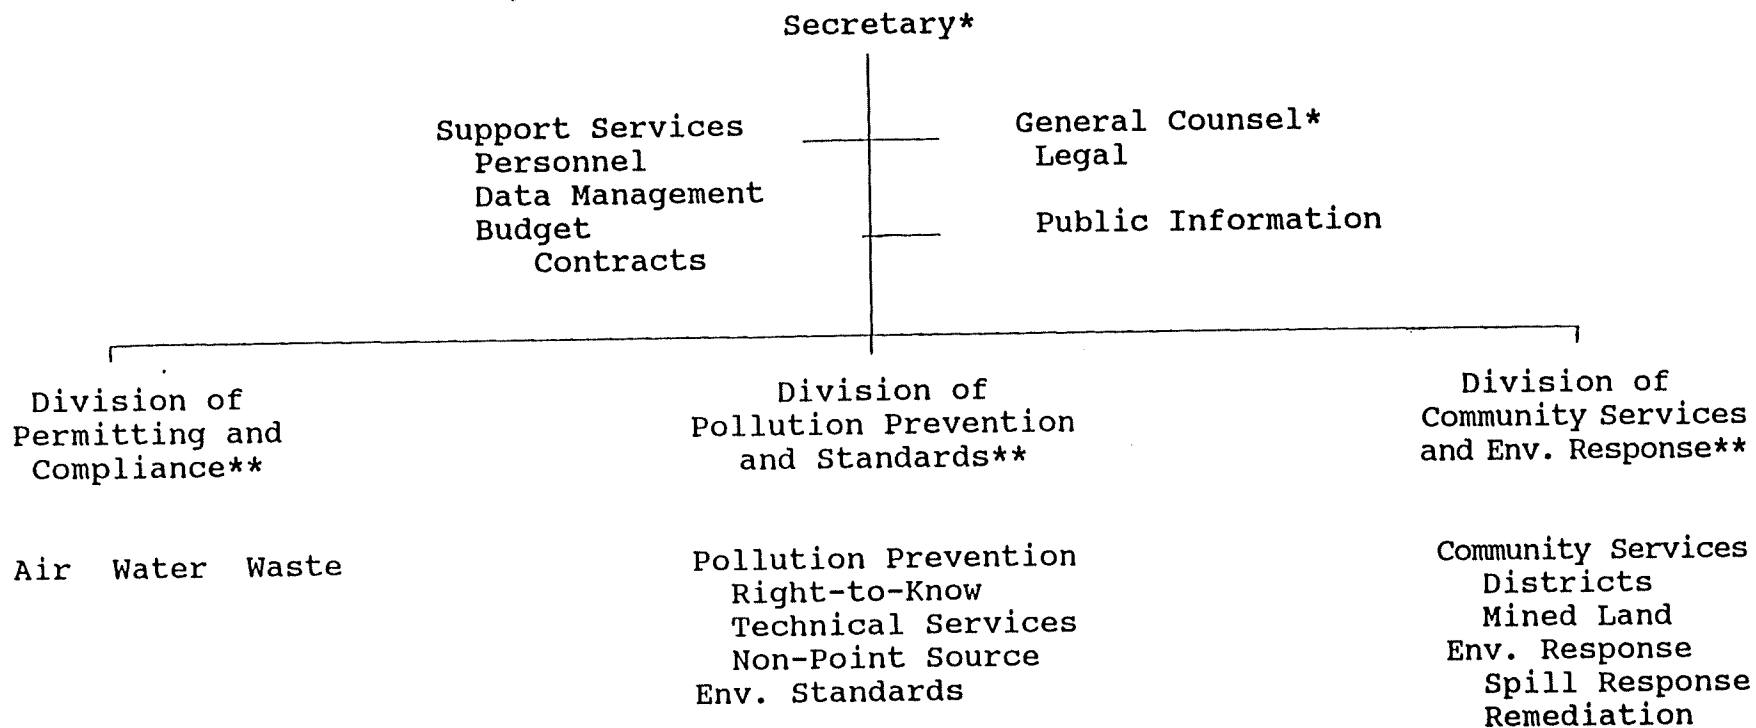 Secretary*
Support Services
Personnel
Data Management
Budget
Contracts
General Counsel*
Legal
Public Information
Division of
Permitting and
Compliance**
Air Water Waste
Division of
Pollution Prevention
and Standards**
Pollution Prevention
Right-to-Know
Technical Services
Non-Point Source
Env. Standards
Division of
Community Services
and Env. Response**
Community Services
Districts
Mined Land
Env. Response
Spill Response
Remediation